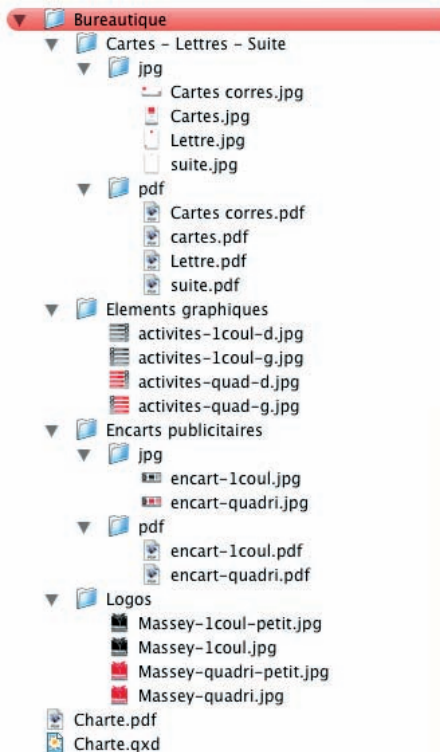 Bureautique
Cartes - Lettres - Suite
jpg
Cartes corres.jpg
Cartes.jpg
Lettre.jpg
suite.jpg
pdf
Cartes corres.pdf
cartes.pdf
Lettre.pdf
suite.pdf
Elements graphiques
activites-1coul-d.jpg
activites-1coul-g.jpg
activites-quad-d.jpg
activites-quad-g.jpg
Encarts publicitaires
jpg
encart-1coul.jpg
encart-quadri.jpg
pdf
encart-1coul.pdf
encart-quadri.pdf
Logos
Massey-1coul-petit.jpg
Massey-1coul.jpg
Massey-quadri-petit.jpg
Massey-quadri.jpg
Charte.pdf
Charte.qxd